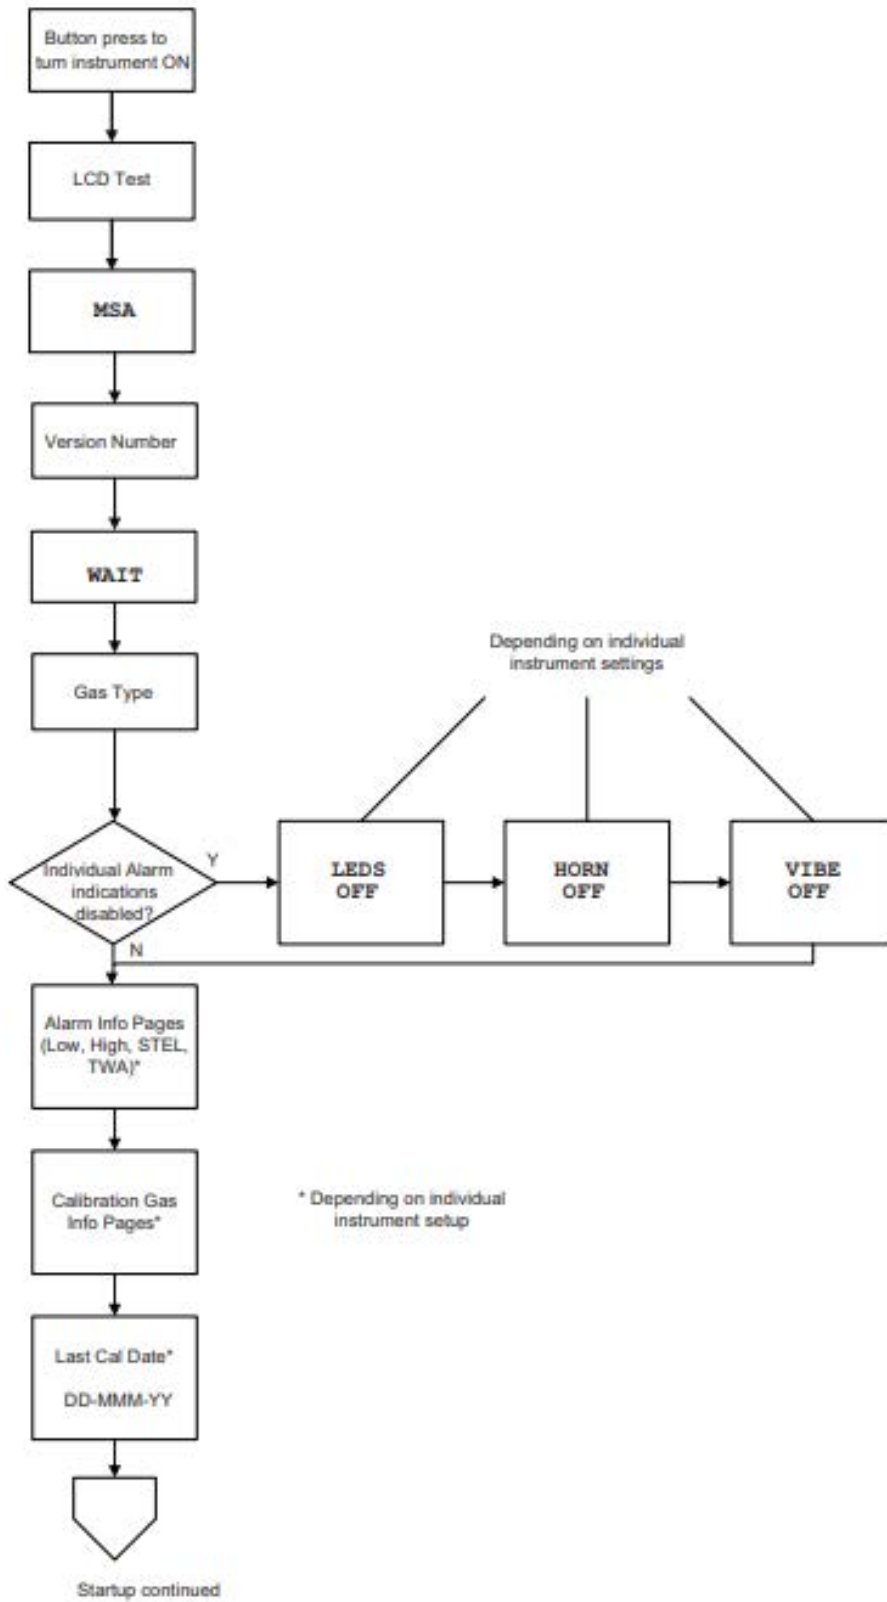 Button press to
turn instrument ON
LCD Test
MSA
Version Number
WAIT
Gas Type
Depending on individual
instrument settings
Individual Alarm
indications
disabled?
Y
N
LEDS
OFF
HORN
OFF
VIBE
OFF
Alarm Info Pages
(Low, High, STEL,
TWA)*
Calibration Gas
Info Pages*
* Depending on individual
instrument setup
Last Cal Date*
DD-MMM-YY
Startup continued